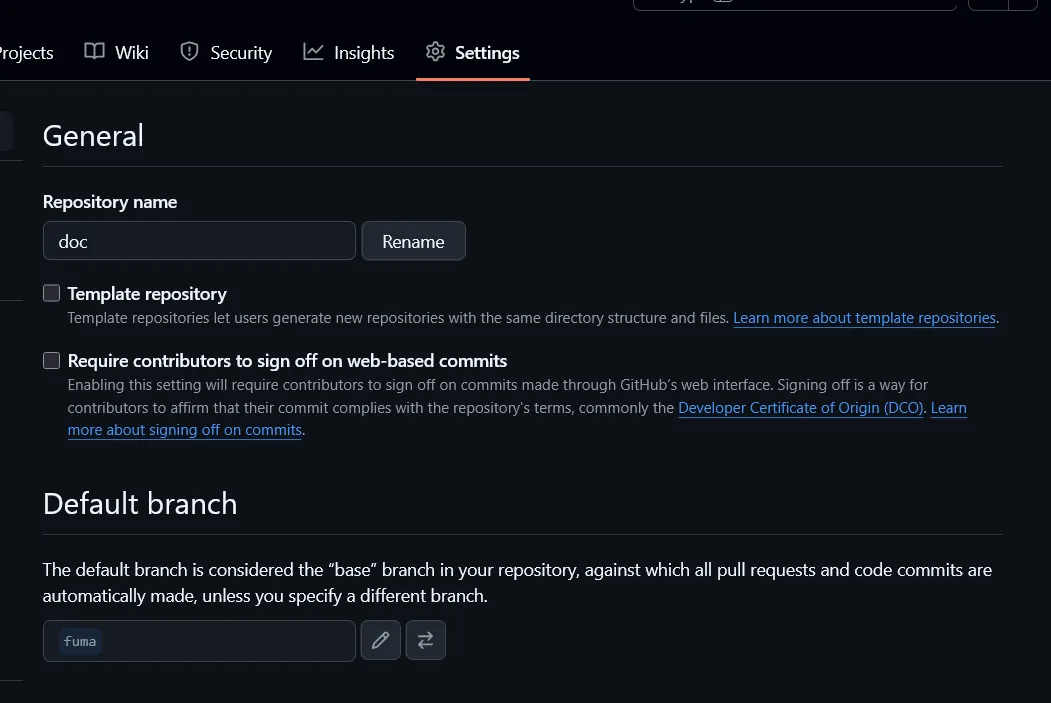 Projects Wiki Security Insights Settings
General
Repository name
doc Rename
Template repository
Template repositories let users generate new repositories with the same directory structure and files. Learn more about template repositories.
Require contributors to sign off on web-based commits
Enabling this setting will require contributors to sign off on commits made through GitHub's web interface. Signing off is a way for
contributors to affirm that their commit complies with the repository's terms, commonly the Developer Certificate of Origin (DCO). Learn
more about signing off on commits.
Default branch
The default branch is considered the “base” branch in your repository, against which all pull requests and code commits are
automatically made, unless you specify a different branch.
fuma